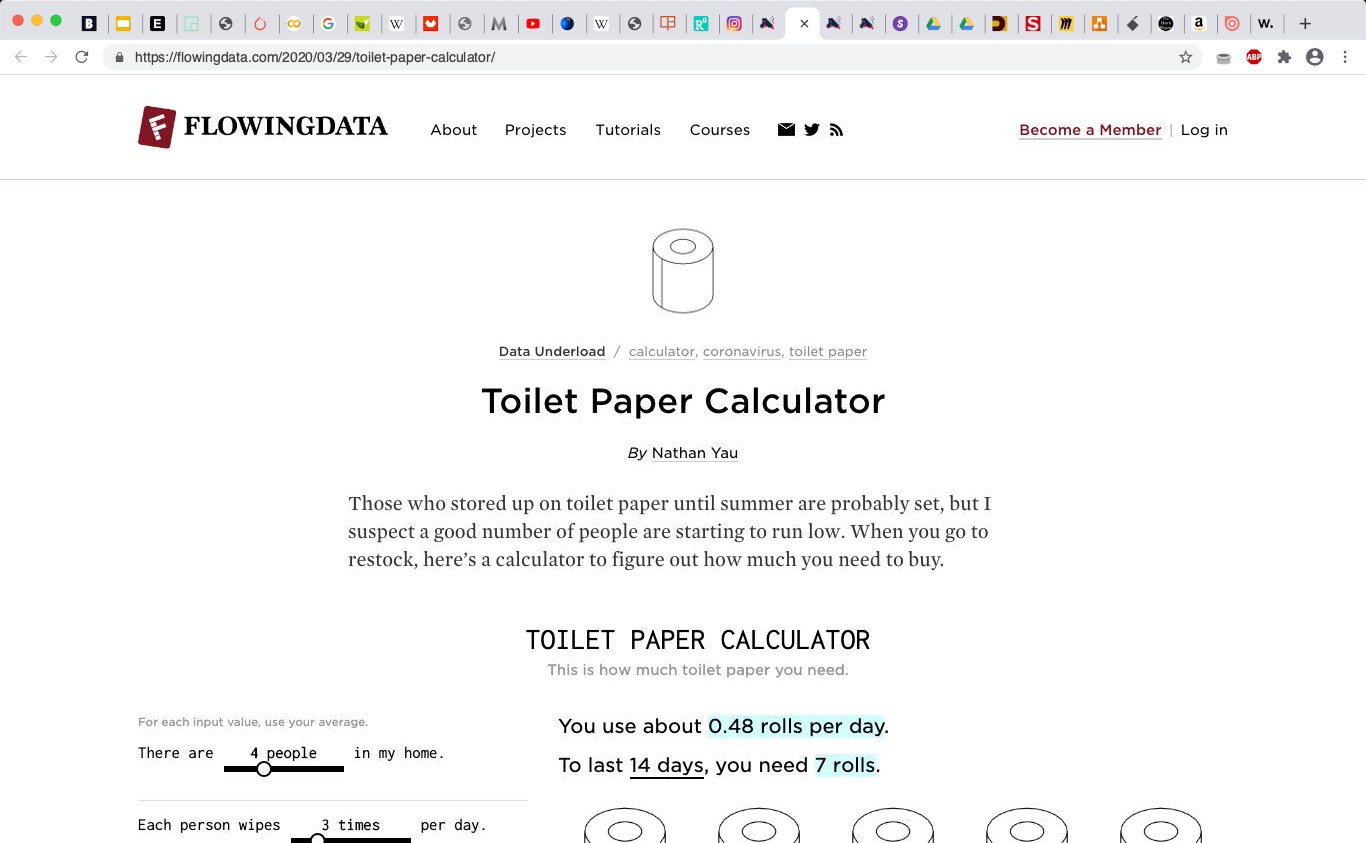 https://flowingdata.com/2020/03/29/toilet-paper-calculator/
ABP
FLOWINGDATA
About Projects Tutorials Courses
Become a Member | Log in
Data Underload / calculator, coronavirus, toilet paper
Toilet Paper Calculator
By Nathan Yau
Those who stored up on toilet paper until summer are probably set, but I
suspect a good number of people are starting to run low. When you go to
restock, here’s a calculator to figure out how much you need to buy.
TOILET PAPER CALCULATOR
This is how much toilet paper you need.
For each input value, use your average.
There are 4 people in my home.
Each person wipes 3 times per day.
You use about 0.48 rolls per day.
To last 14 days, you need 7 rolls.